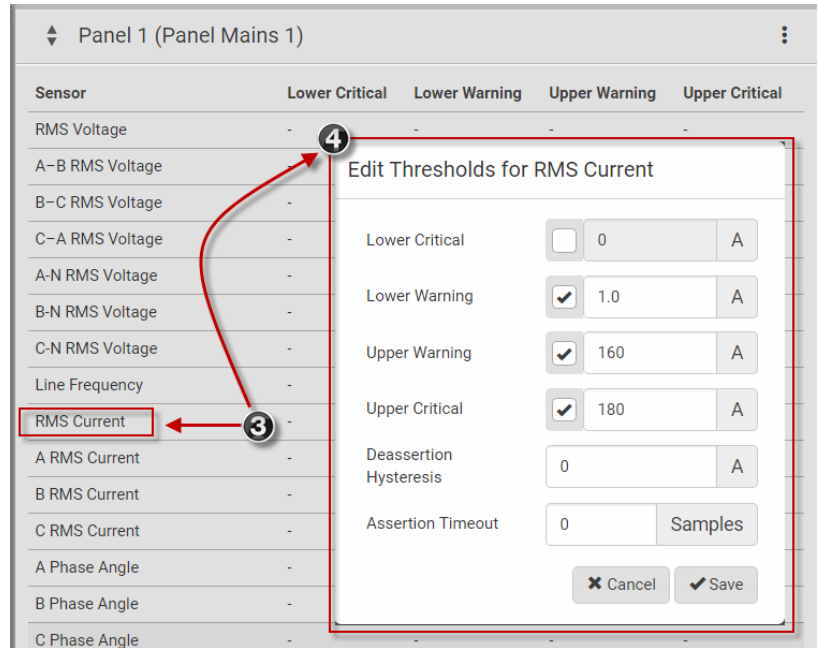 Panel 1 (Panel Mains 1)
Sensor Lower Critical Lower Warning Upper Warning Upper Critical
RMS Voltage - - - -
A–B RMS Voltage -
B–C RMS Voltage -
C–A RMS Voltage -
A-N RMS Voltage -
B-N RMS Voltage -
C-N RMS Voltage -
Line Frequency -
RMS Current -
A RMS Current -
B RMS Current -
C RMS Current -
A Phase Angle -
B Phase Angle -
C Phase Angle - - - -
3
4
Edit Thresholds for RMS Current
Lower Critical 0 A
Lower Warning 1.0 A
Upper Warning 160 A
Upper Critical 180 A
Deassertion
Hysteresis 0 A
Assertion Timeout 0 Samples
Cancel Save